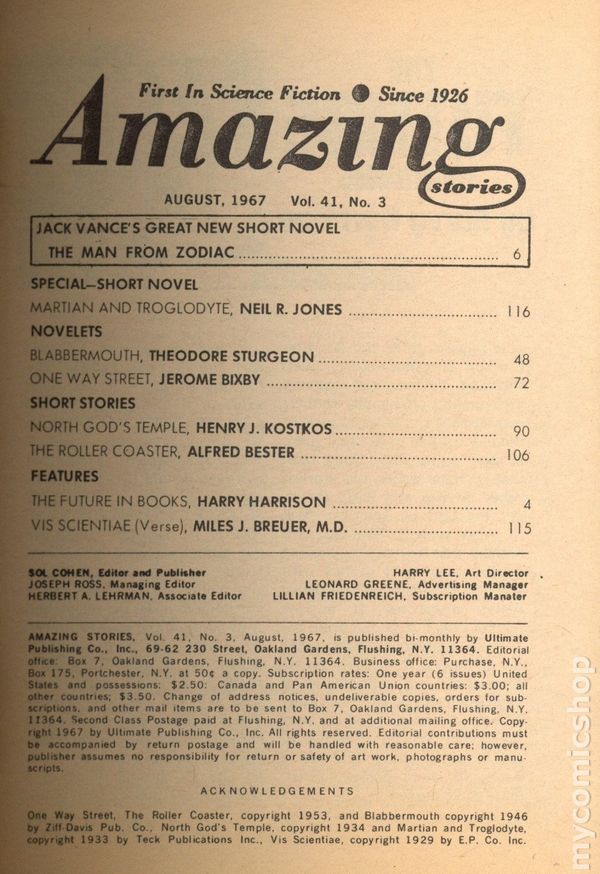 First In Science Fiction ● Since 1926
Amazing
stories
AUGUST, 1967 Vol. 41, No. 3
JACK VANCE'S GREAT NEW SHORT NOVEL
THE MAN FROM ZODIAC ........................ 6
SPECIAL—SHORT NOVEL
MARTIAN AND TROGLODYTE, NEIL R. JONES ........................ 116
NOVELETS
BLABBERMOUTH, THEODORE STURGEON ........................ 48
ONE WAY STREET, JEROME BIXBY ........................ 72
SHORT STORIES
NORTH GOD'S TEMPLE, HENRY J. KOSTKOS ........................ 90
THE ROLLER COASTER, ALFRED BESTER ........................ 106
FEATURES
THE FUTURE IN BOOKS, HARRY HARRISON ........................ 4
VIS SCIENTIAE (Verse), MILES J. BREUER, M.D. ........................ 115
SOL COHEN, Editor and Publisher
JOSEPH ROSS, Managing Editor
HERBERT A. LEHRMAN, Associate Editor
HARRY LEE, Art Director
LEONARD GREENE, Advertising Manager
LILLIAN FRIEDENREICH, Subscription Manater
AMAZING STORIES, Vol. 41, No. 3, August, 1967, is published bi-monthly by Ultimate
Publishing Co., Inc., 69-62 230 Street, Oakland Gardens, Flushing, N.Y. 11364. Editorial
office: Box 7, Oakland Gardens, Flushing, N.Y. 11364. Business office: Purchase, N.Y.,
Box 175, Portchester, N.Y. at 50¢ a copy. Subscription rates: One year (6 issues) United
States and possessions: $2.50: Canada and Pan American Union countries: $3.00; all
other countries; $3.50. Change of address notices, undeliverable copies, orders for sub-
scriptions, and other mail items are to be sent to Box 7, Oakland Gardens, Flushing, N.Y.
11364. Second Class Postage paid at Flushing, N.Y. and at additional mailing office. Copy-
right 1967 by Ultimate Publishing Co., Inc. All rights reserved. Editorial contributions must
be accompanied by return postage and will be handled with reasonable care; however,
publisher assumes no responsibility for return or safety of art work, photographs or manu-
scripts.
ACKNOWLEDGEMENTS
One Way Street, The Roller Coaster, copyright 1953, and Blabbermouth copyright 1946
by Ziff-Davis Pub. Co., North God's Temple, copyright 1934 and Martian and Troglodyte,
copyright 1933 by Teck Publications Inc., Vis Scientiae, copyright 1929 by E.P. Co. Inc.
mycomicshop